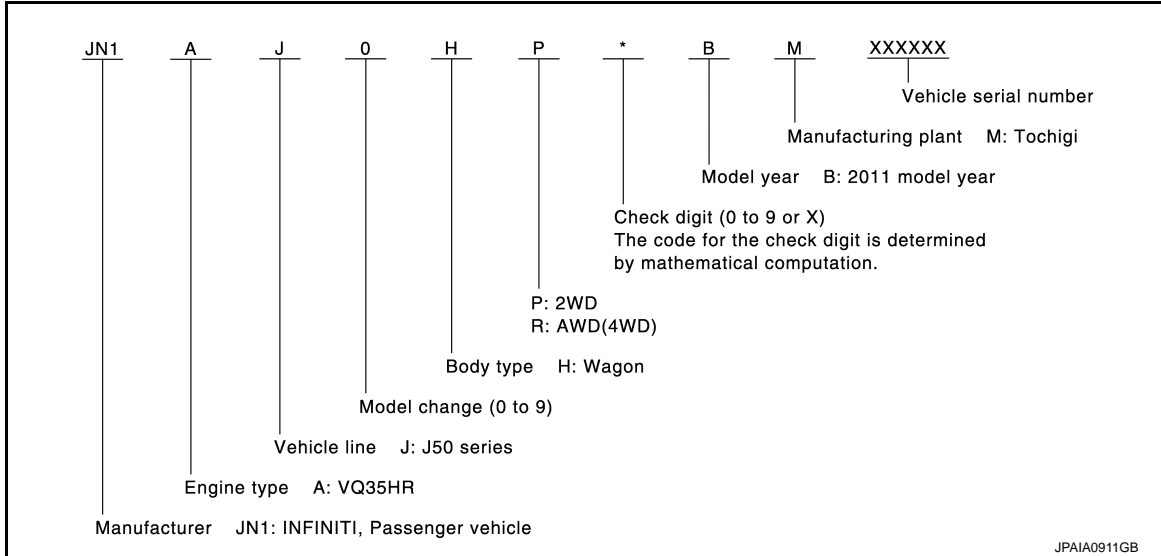 JN1 A J 0 H P * B M XXXXXX
Vehicle serial number
Manufacturing plant M: Tochigi
Model year B: 2011 model year
Check digit (0 to 9 or X)
The code for the check digit is determined
by mathematical computation.
P: 2WD
R: AWD(4WD)
Body type H: Wagon
Model change (0 to 9)
Vehicle line J: J50 series
Engine type A: VQ35HR
Manufacturer JN1: INFINITI, Passenger vehicle
JPAIA0911GB